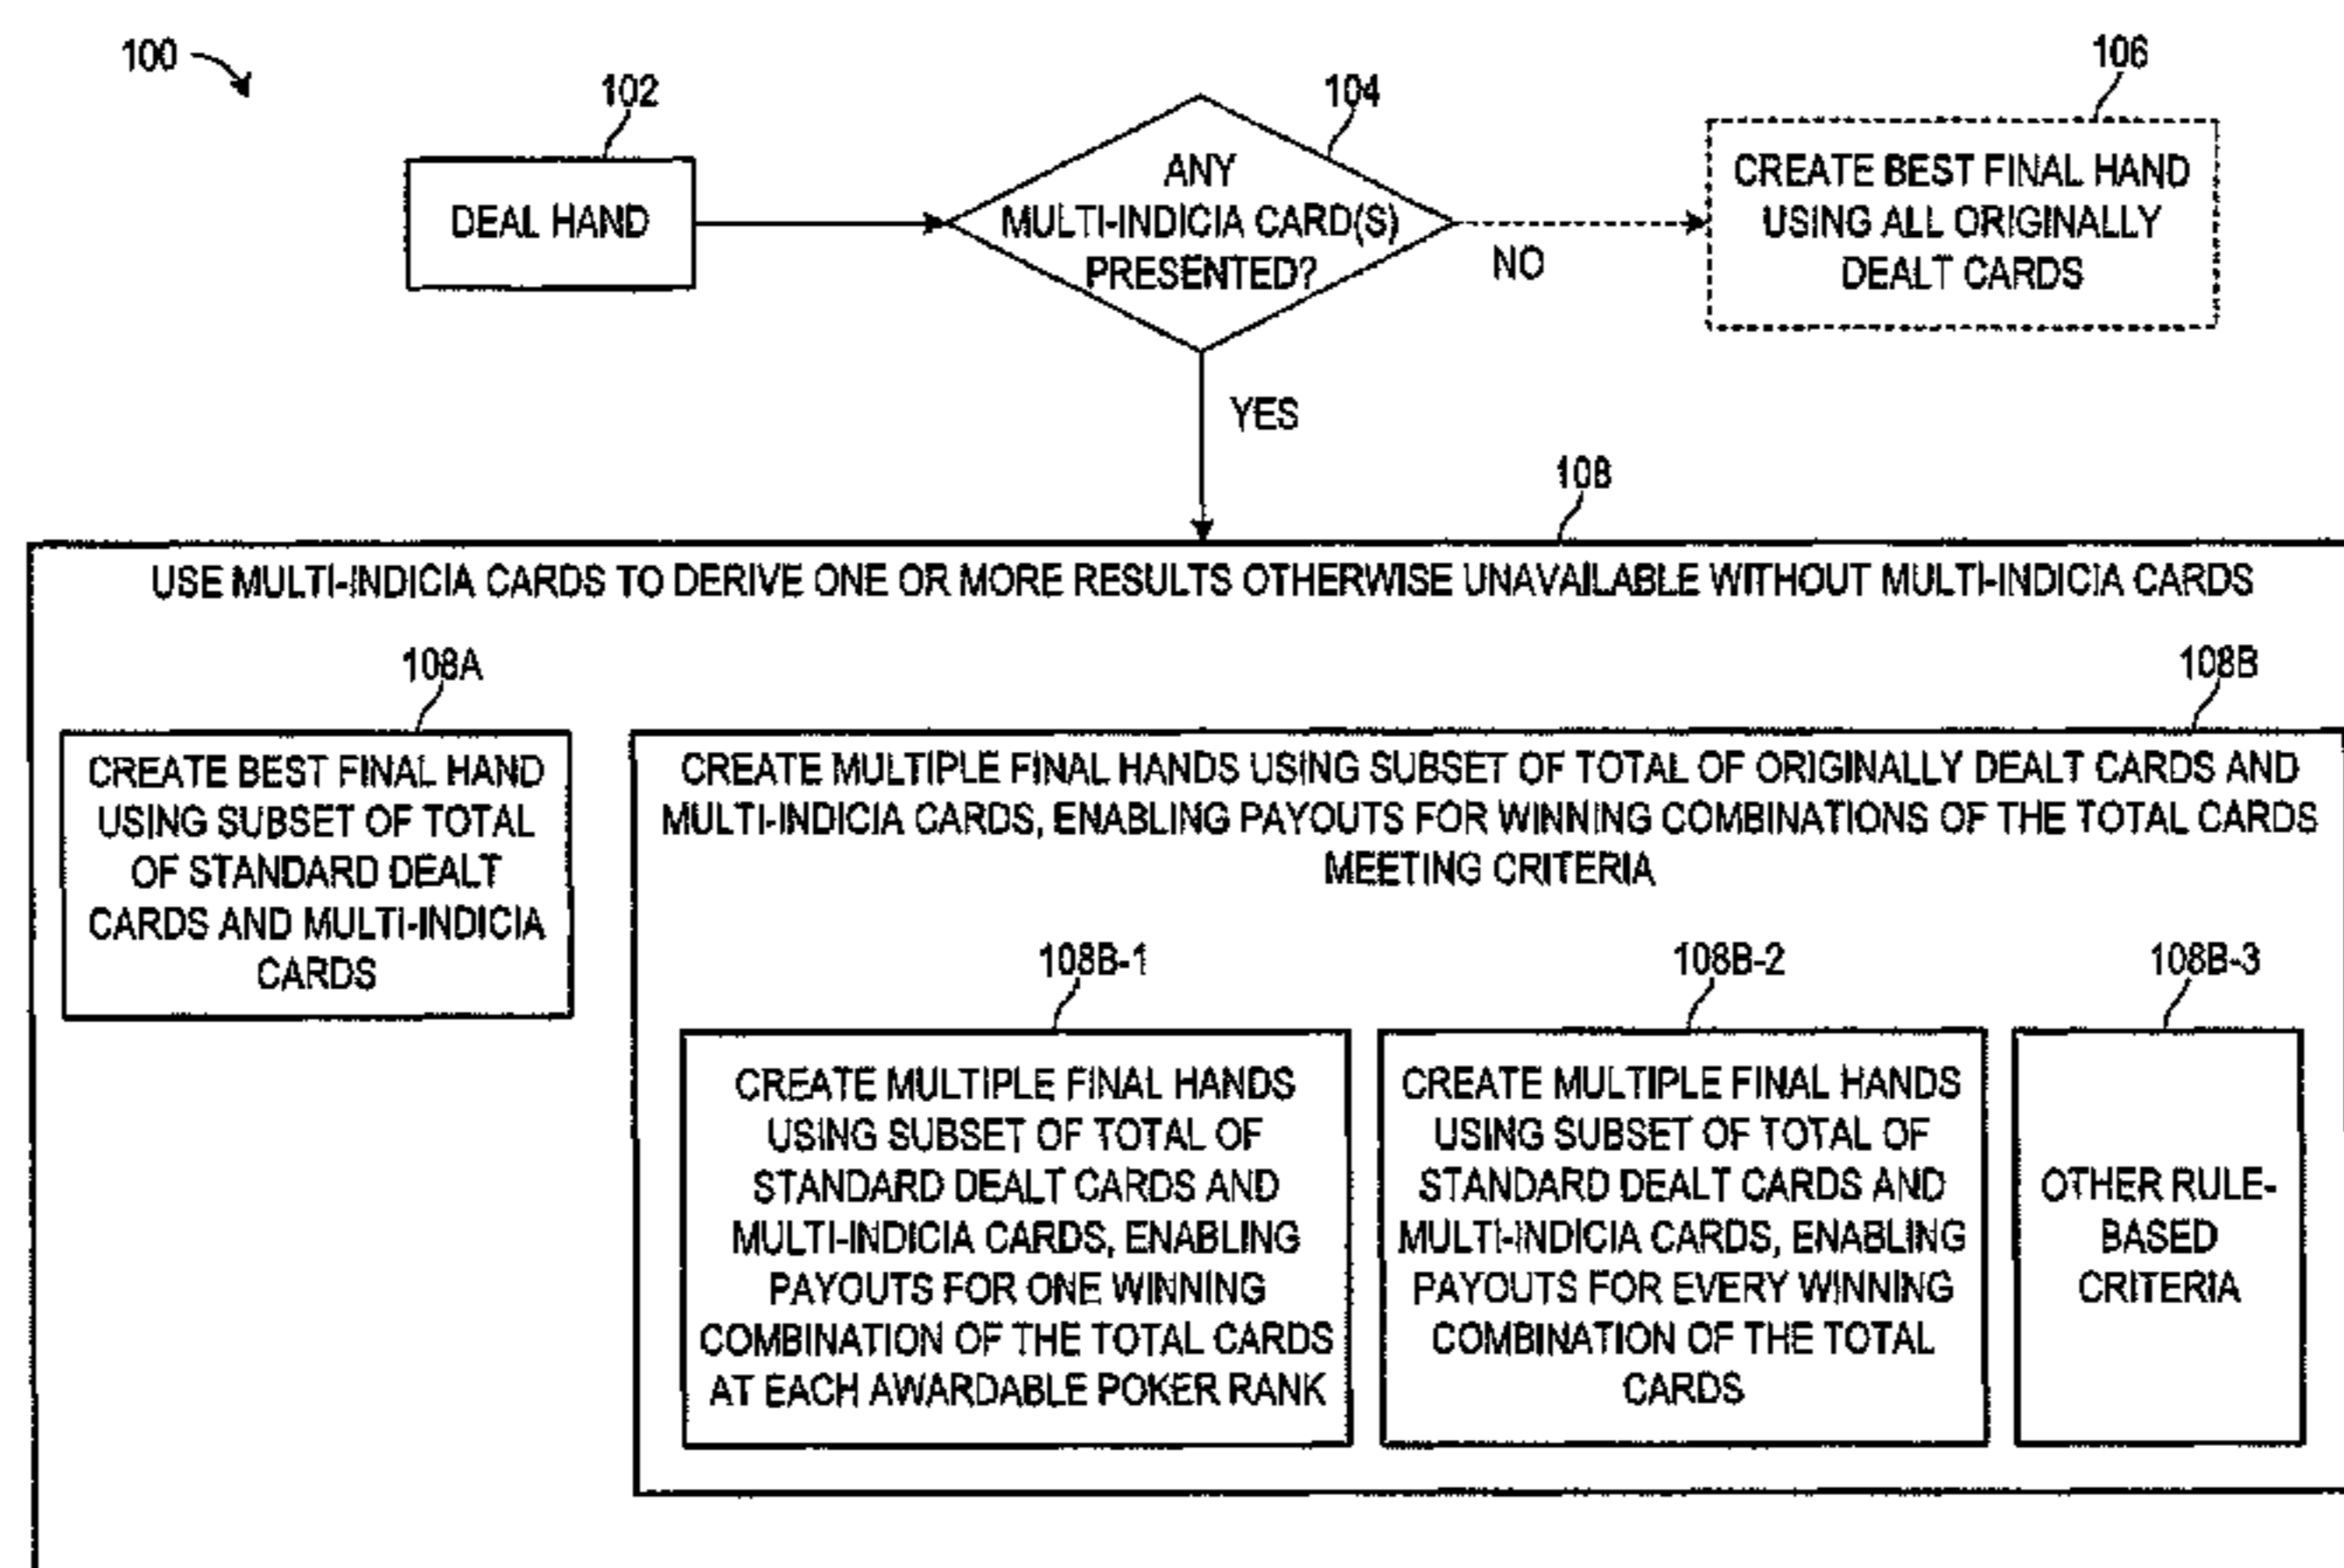 100
102
104
106
DEAL HAND
ANY
MULTI-INDICIA CARD(S)
PRESENTED?
NO
CREATE BEST FINAL HAND
USING ALL ORIGINALLY
DEALT CARDS
YES
108
USE MULTI-INDICIA CARDS TO DERIVE ONE OR MORE RESULTS OTHERWISE UNAVAILABLE WITHOUT MULTI-INDICIA CARDS
108A
CREATE BEST FINAL HAND
USING SUBSET OF TOTAL
OF STANDARD DEALT
CARDS AND MULTI-INDICIA
CARDS
108B
CREATE MULTIPLE FINAL HANDS USING SUBSET OF TOTAL OF ORIGINALLY DEALT CARDS AND
MULTI-INDICIA CARDS, ENABLING PAYOUTS FOR WINNING COMBINATIONS OF THE TOTAL CARDS
MEETING CRITERIA
108B-1
CREATE MULTIPLE FINAL HANDS
USING SUBSET OF TOTAL OF
STANDARD DEALT CARDS AND
MULTI-INDICIA CARDS, ENABLING
PAYOUTS FOR ONE WINNING
COMBINATION OF THE TOTAL CARDS
AT EACH AWARDABLE POKER RANK
108B-2
CREATE MULTIPLE FINAL HANDS
USING SUBSET OF TOTAL OF
STANDARD DEALT CARDS AND
MULTI-INDICIA CARDS, ENABLING
PAYOUTS FOR EVERY WINNING
COMBINATION OF THE TOTAL
CARDS
108B-3
OTHER RULE-
BASED
CRITERIA